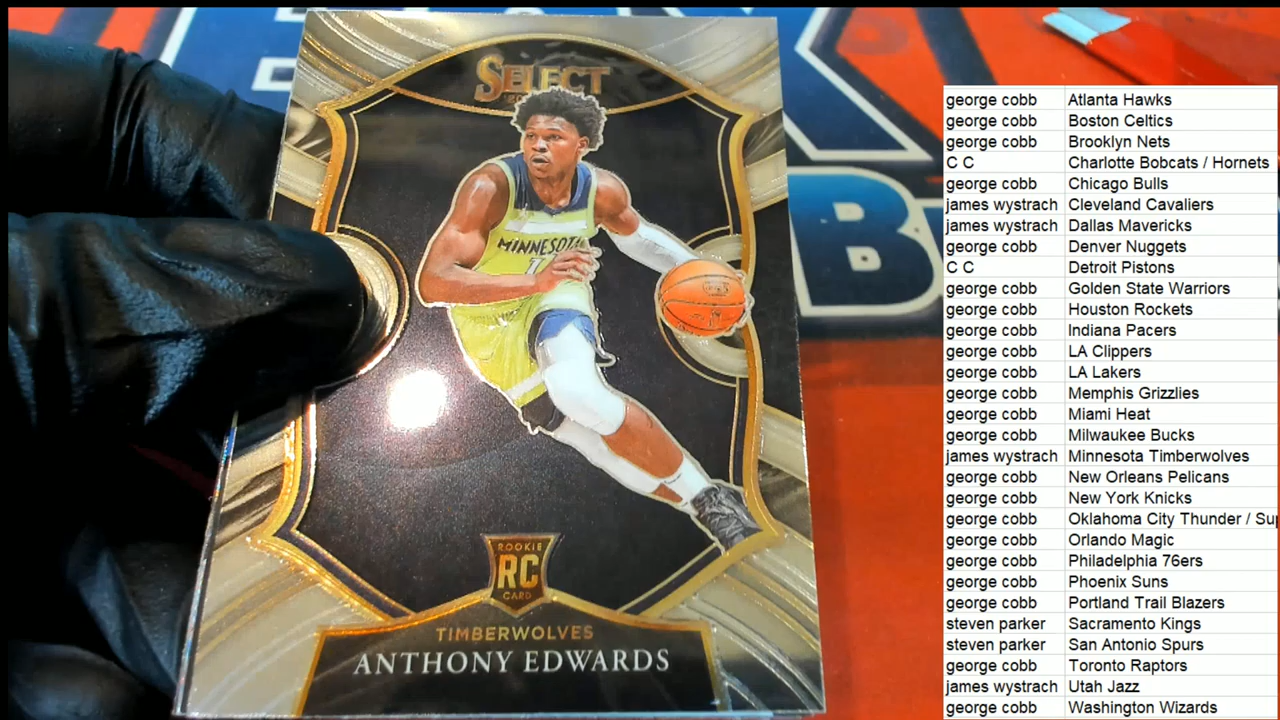 SELECT
MINNESOTA
ROOKIE
RC
CARD
TIMBERWOLVES
ANTHONY EDWARDS
B
george cobb Atlanta Hawks
george cobb Boston Celtics
george cobb Brooklyn Nets
C C Charlotte Bobcats / Hornets
george cobb Chicago Bulls
james wystrach Cleveland Cavaliers
james wystrach Dallas Mavericks
george cobb Denver Nuggets
C C Detroit Pistons
george cobb Golden State Warriors
george cobb Houston Rockets
george cobb Indiana Pacers
george cobb LA Clippers
george cobb LA Lakers
george cobb Memphis Grizzlies
george cobb Miami Heat
george cobb Milwaukee Bucks
james wystrach Minnesota Timberwolves
george cobb New Orleans Pelicans
george cobb New York Knicks
george cobb Oklahoma City Thunder / Su
george cobb Orlando Magic
george cobb Philadelphia 76ers
george cobb Phoenix Suns
george cobb Portland Trail Blazers
steven parker Sacramento Kings
steven parker San Antonio Spurs
george cobb Toronto Raptors
james wystrach Utah Jazz
george cobb Washington Wizards